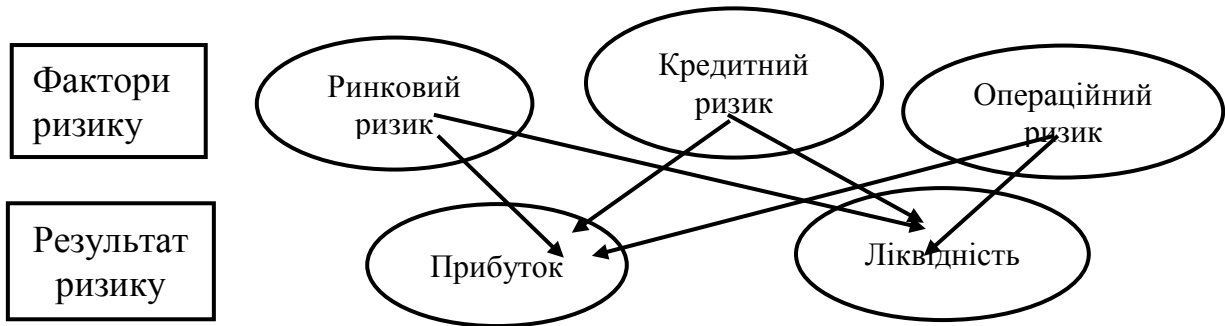 Фактори
ризику
Ринковий
ризик
Кредитний
ризик
Операційний
ризик
Результат
ризику
Прибуток
Ліквідність